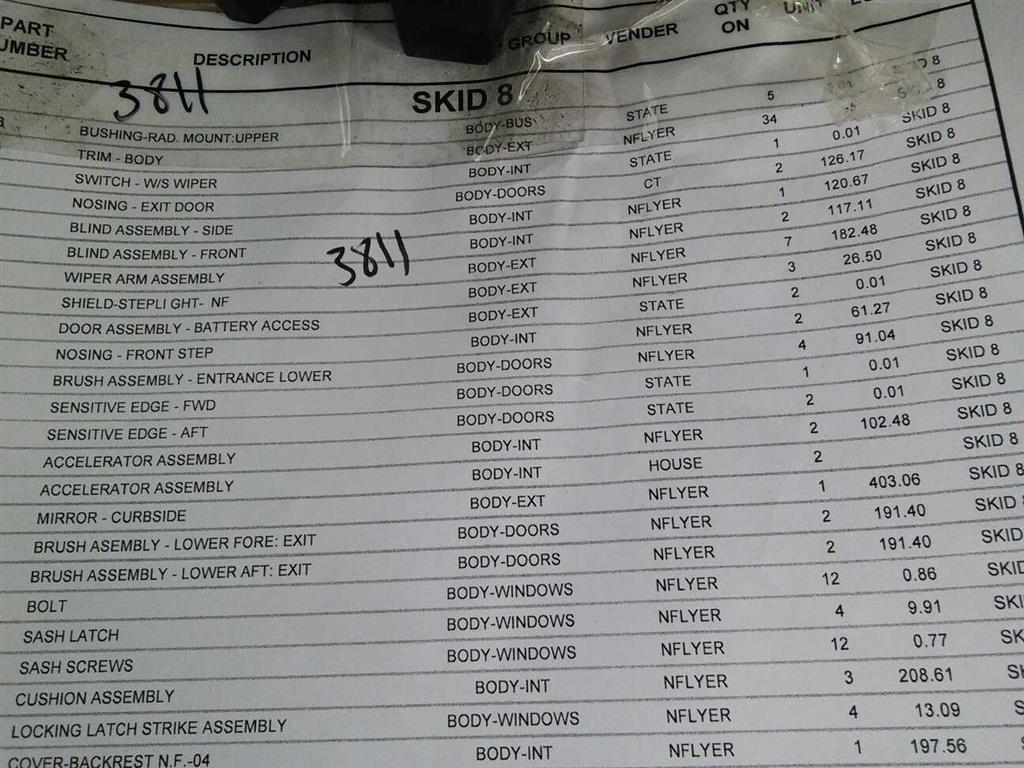 PART NUMBER DESCRIPTION GROUP VENDER QTY ON UNIT
3811 SKID 8
BUSHING-RAD. MOUNT:UPPER BODY-BUS STATE 5 8
TRIM - BODY BODY-EXT NFLYER 34 8
SWITCH - W/S WIPER BODY-INT STATE 1 0.01 SKID 8
NOSING - EXIT DOOR BODY-DOORS CT 2 126.17 SKID 8
BLIND ASSEMBLY - SIDE BODY-INT NFLYER 1 120.67 SKID 8
BLIND ASSEMBLY - FRONT 3811 BODY-INT NFLYER 2 117.11 SKID 8
WIPER ARM ASSEMBLY BODY-EXT NFLYER 7 182.48 SKID 8
SHIELD-STEPLI GHT- NF BODY-EXT NFLYER 3 26.50 SKID 8
DOOR ASSEMBLY - BATTERY ACCESS BODY-EXT STATE 2 0.01 SKID 8
NOSING - FRONT STEP BODY-INT NFLYER 2 61.27 SKID 8
BRUSH ASSEMBLY - ENTRANCE LOWER BODY-DOORS NFLYER 4 91.04 SKID 8
SENSITIVE EDGE - FWD BODY-DOORS STATE 1 0.01 SKID 8
SENSITIVE EDGE - AFT BODY-DOORS STATE 2 0.01 SKID 8
ACCELERATOR ASSEMBLY BODY-INT NFLYER 2 102.48 SKID 8
ACCELERATOR ASSEMBLY BODY-INT HOUSE 2 SKID 8
MIRROR - CURBSIDE BODY-EXT NFLYER 1 403.06 SKID 8
BRUSH ASEMBLY - LOWER FORE: EXIT BODY-DOORS NFLYER 2 191.40 SKID 8
BRUSH ASSEMBLY - LOWER AFT: EXIT BODY-DOORS NFLYER 2 191.40 SKID
BOLT BODY-WINDOWS NFLYER 12 0.86 SKID
SASH LATCH BODY-WINDOWS NFLYER 4 9.91 SKI
SASH SCREWS BODY-WINDOWS NFLYER 12 0.77 SK
CUSHION ASSEMBLY BODY-INT NFLYER 3 208.61 S
LOCKING LATCH STRIKE ASSEMBLY BODY-WINDOWS NFLYER 4 13.09 S
COVER-BACKREST N.F.-04 BODY-INT NFLYER 1 197.56 S